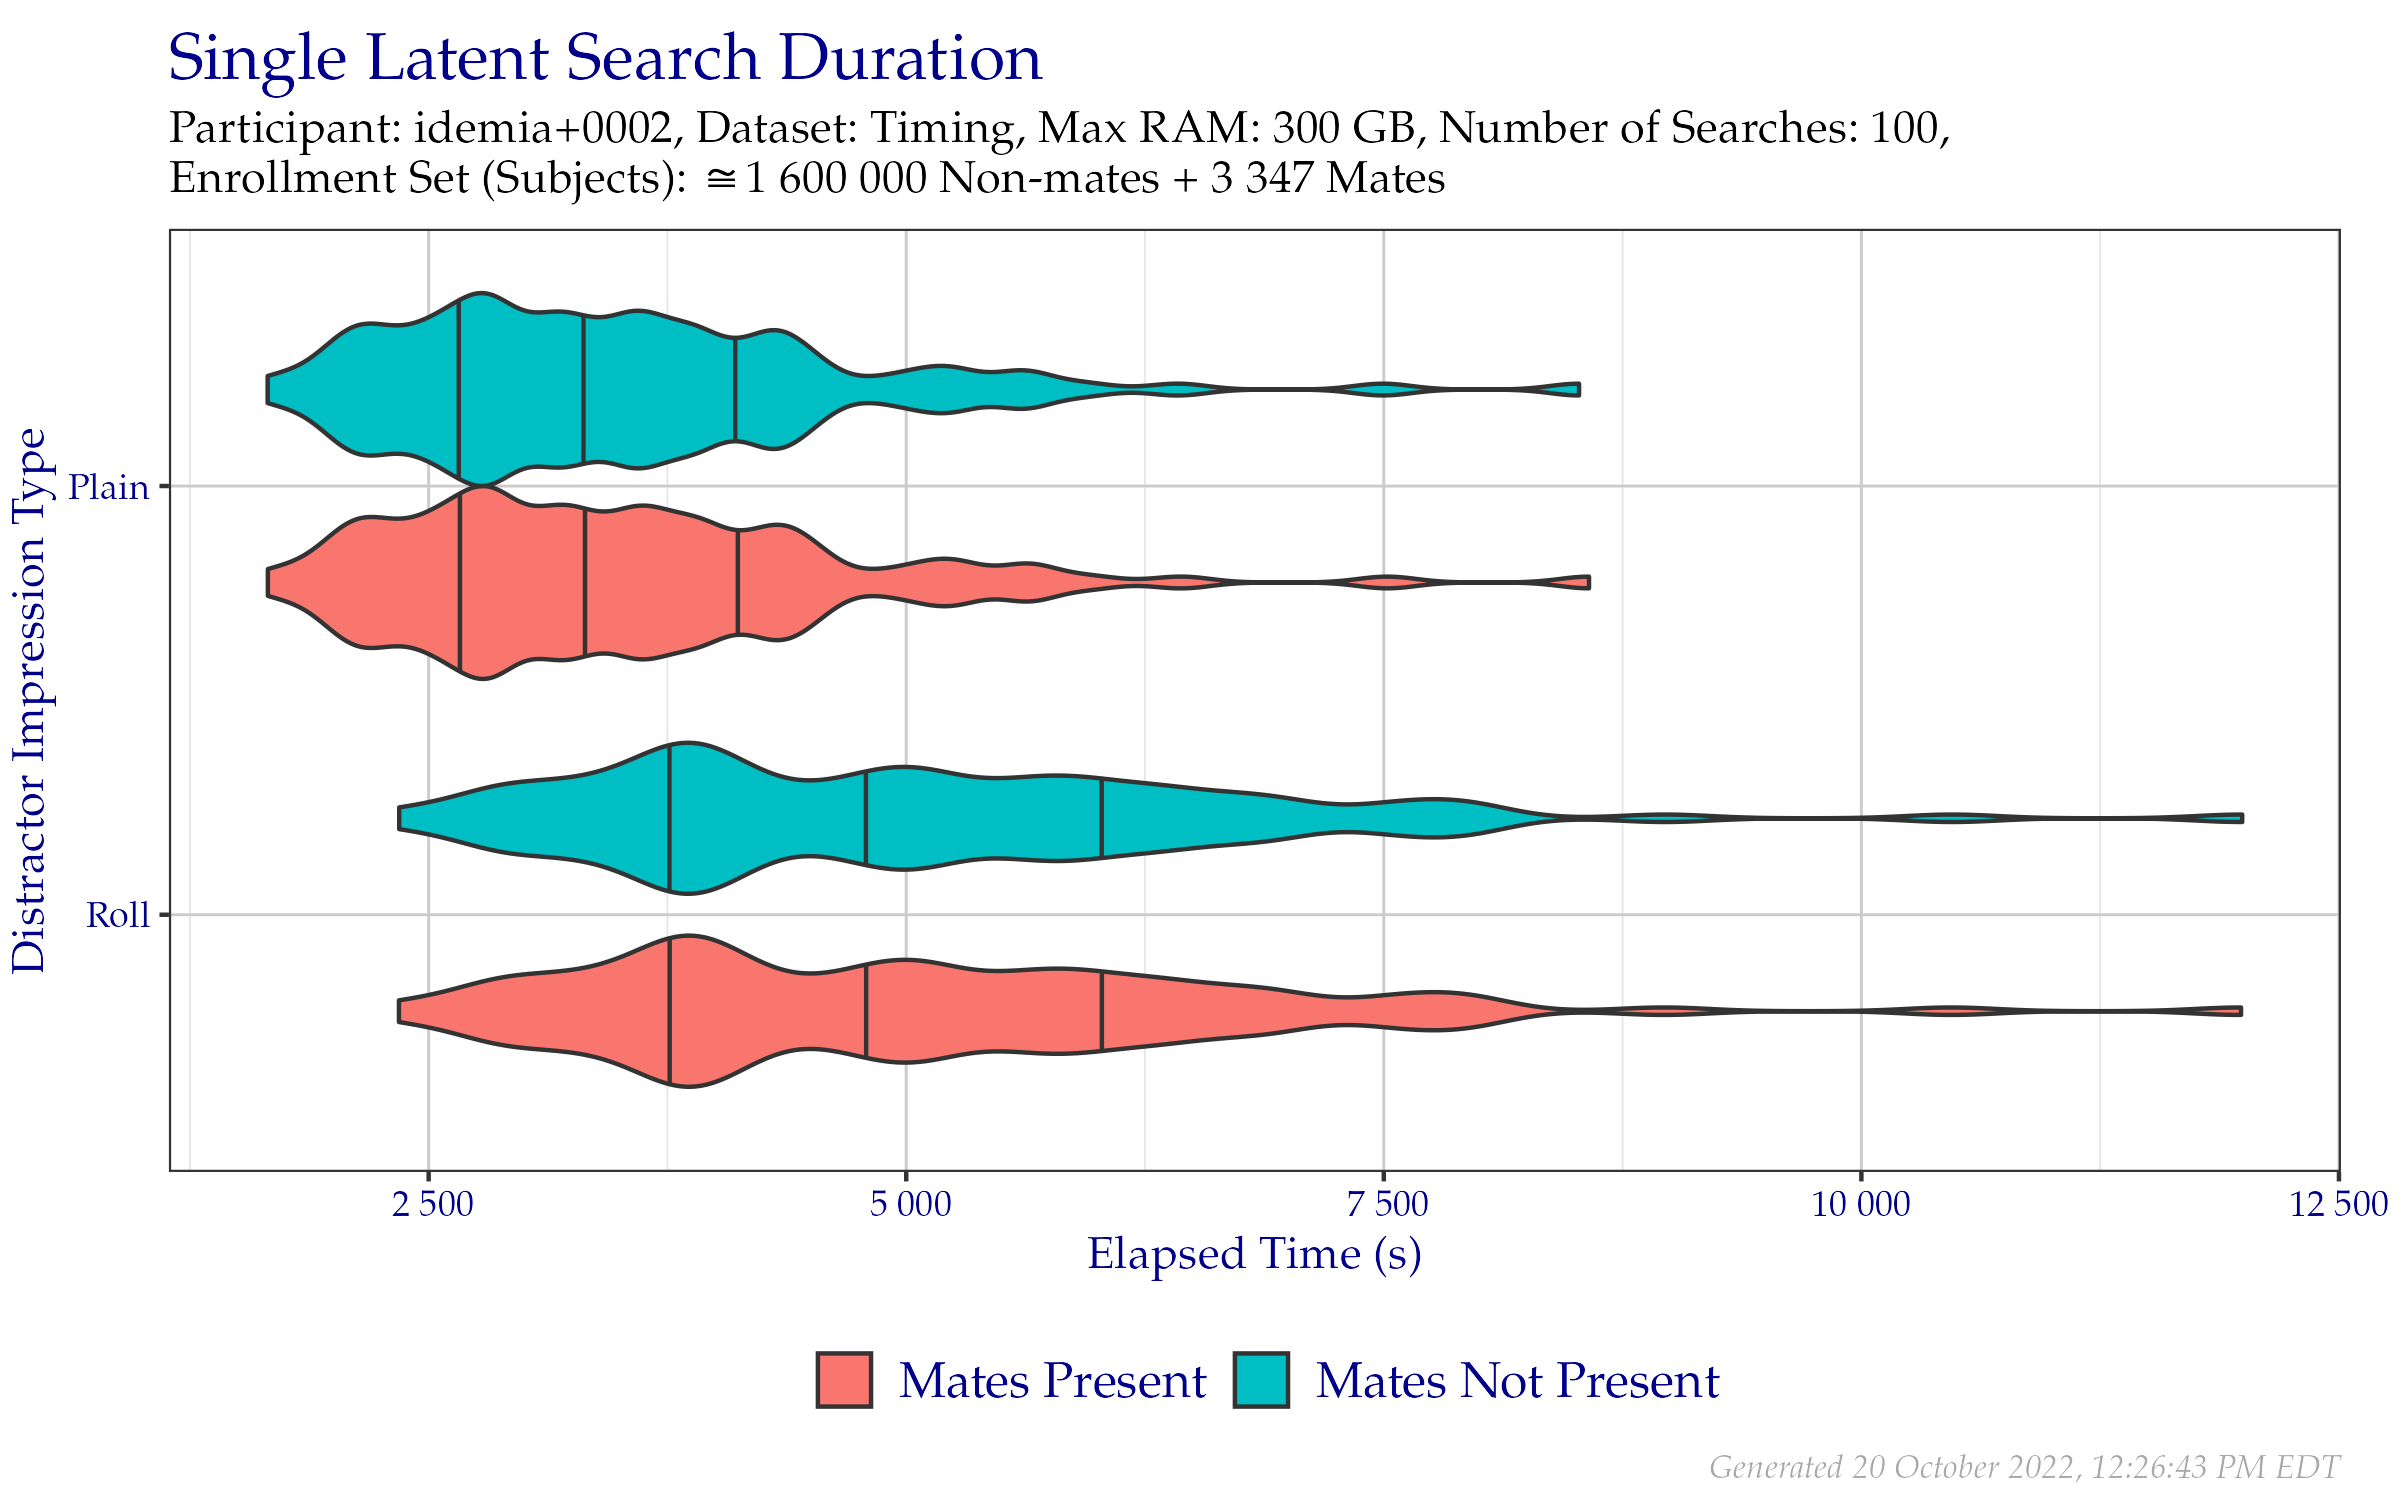 Single Latent Search Duration
Participant: idemia+0002, Dataset: Timing, Max RAM: 300 GB, Number of Searches: 100,
Enrollment Set (Subjects): ≅ 1 600 000 Non-mates + 3 347 Mates
Distractor Impression Type
Plain
Roll
2 500
5 000
7 500
10 000
12 500
Elapsed Time (s)
Mates Present
Mates Not Present
Generated 20 October 2022, 12:26:43 PM EDT